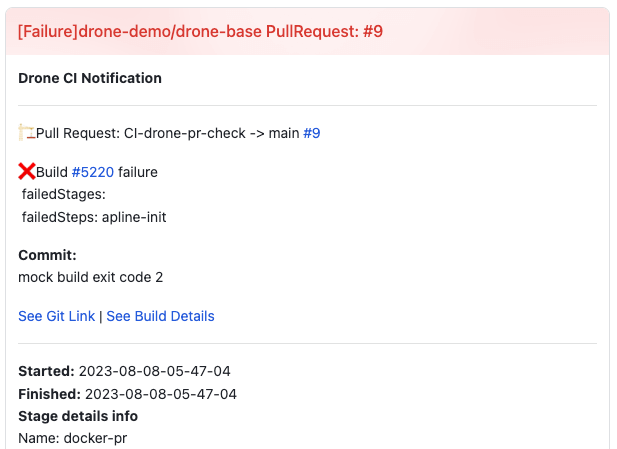 [Failure]drone-demo/drone-base PullRequest: #9
Drone CI Notification
🏗️Pull Request: CI-drone-pr-check -> main #9
❌Build #5220 failure
failedStages:
failedSteps: apline-init
Commit:
mock build exit code 2
See Git Link | See Build Details
Started: 2023-08-08-05-47-04
Finished: 2023-08-08-05-47-04
Stage details info
Name: docker-pr